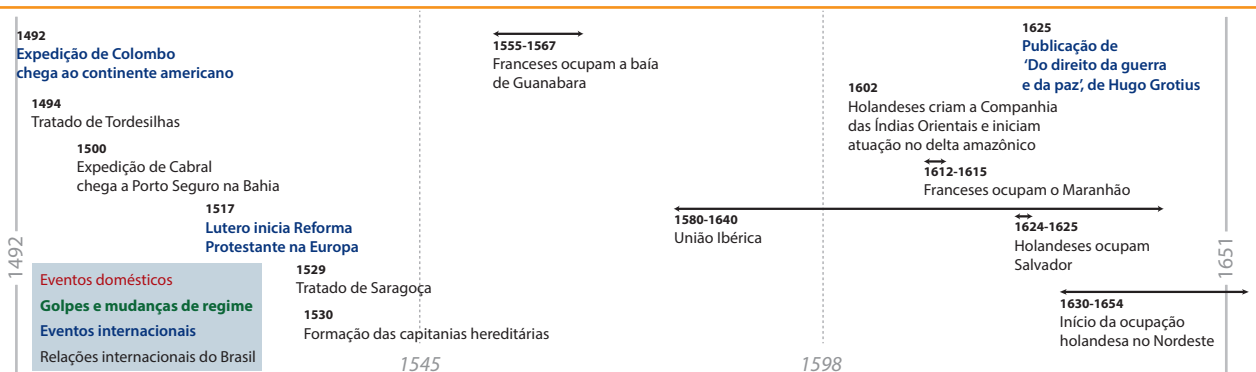 1492
Expedição de Colombo
chega ao continente americano
1494
Tratado de Tordesilhas
1500
Expedição de Cabral
chega a Porto Seguro na Bahia
1517
Lutero inicia Reforma
Protestante na Europa
1529
Tratado de Saragoça
1530
Formação das capitanias hereditárias
1555-1567
Franceses ocupam a baía
de Guanabara
1580-1640
União Ibérica
1602
Holandeses criam a Companhia
das Índias Orientais e iniciam
atuação no delta amazônico
1612-1615
Franceses ocupam o Maranhão
1625
Publicação de
‘Do direito da guerra
e da paz’, de Hugo Grotius
1624-1625
Holandeses ocupam
Salvador
1630-1654
Início da ocupação
holandesa no Nordeste
Eventos domésticos
Golpes e mudanças de regime
Eventos internacionais
Relações internacionais do Brasil
1492
1545
1598
1651